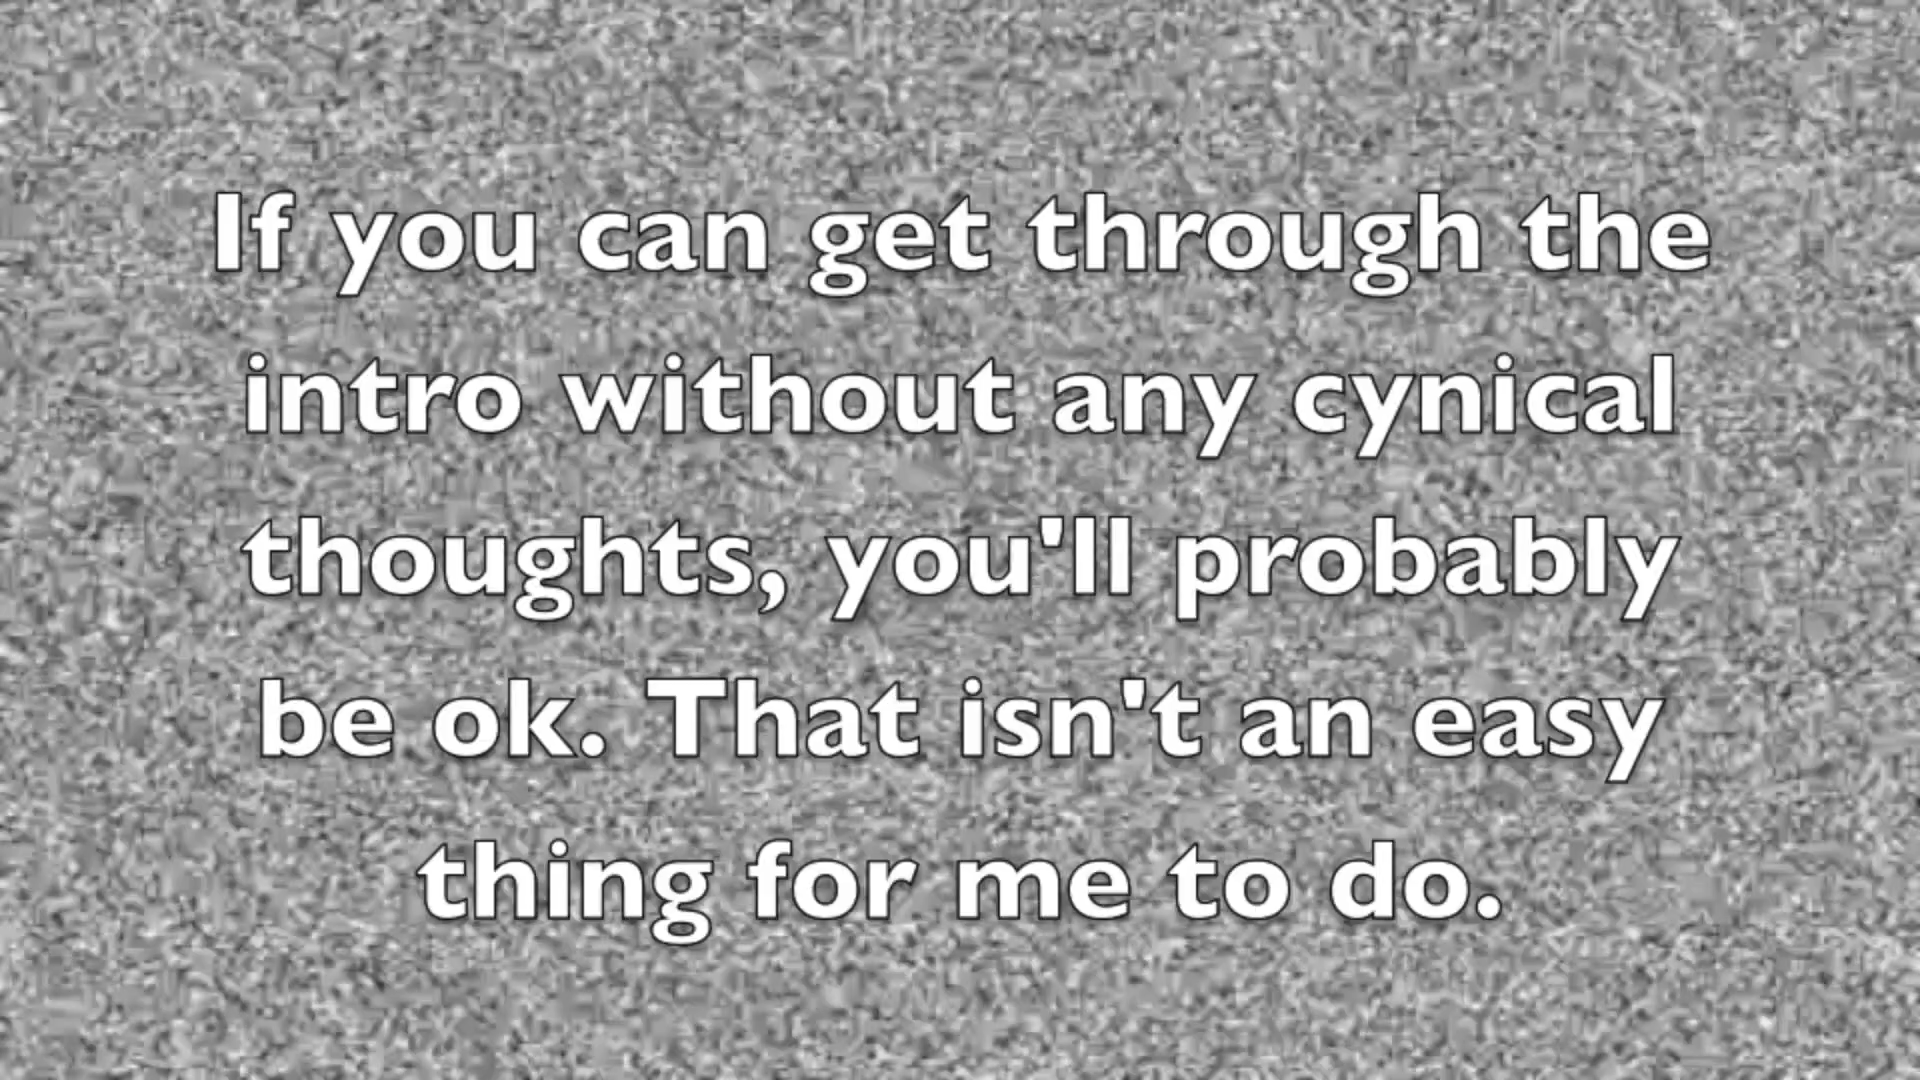 If you can get through the
intro without any cynical
thoughts, you'll probably
be ok. That isn't an easy
thing for me to do.